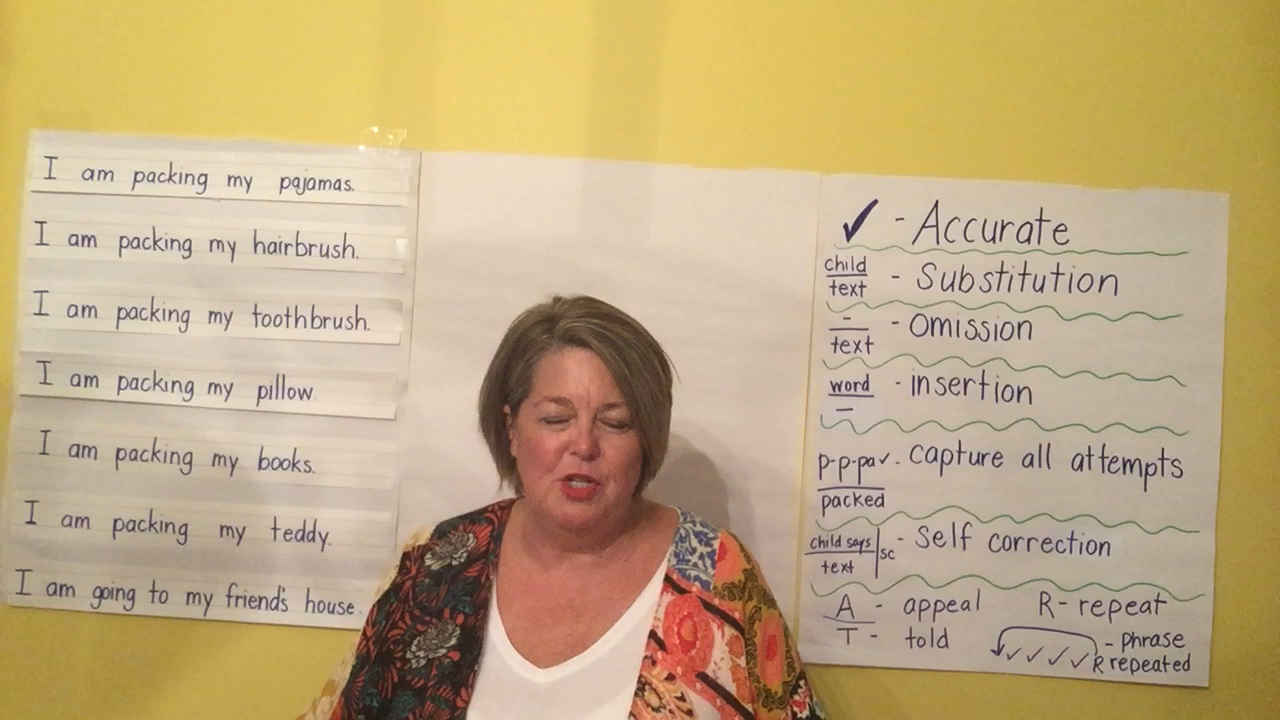 I am packing my pajamas.
I am packing my hairbrush.
I am packing my toothbrush.
I am packing my pillow.
I am packing my books.
I am packing my teddy.
I am going to my friend's house.
✓ - Accurate
child
text - Substitution
-
text - Omission
word
- - insertion
p-p-pa✓ - capture all attempts
packed
child says | sc - Self correction
text
A - appeal R - repeat
T - told
✓✓✓✓ R - phrase repeated